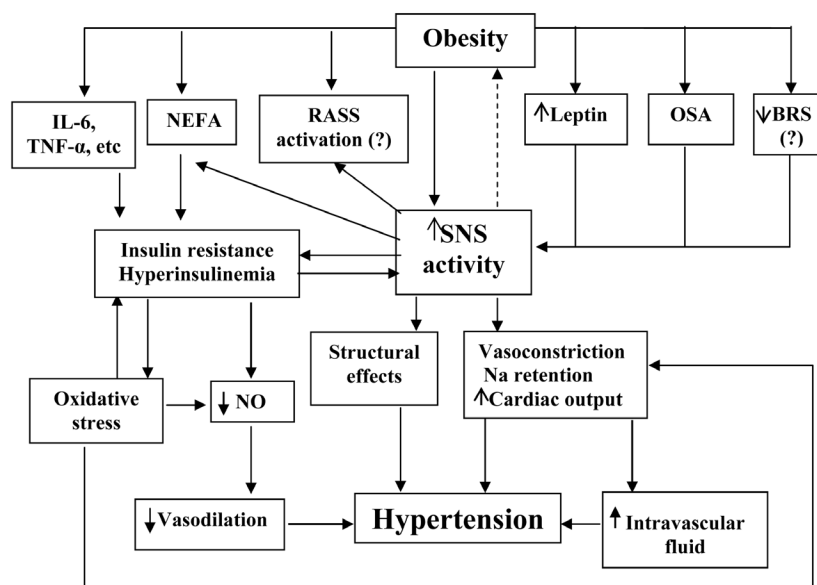 Obesity
IL-6,
TNF-α, etc
NEFA
RASS
activation (?)
↑Leptin
OSA
↓BRS
(?)
↑SNS
activity
Insulin resistance
Hyperinsulinemia
Structural
effects
Vasoconstriction
Na retention
↑Cardiac output
Oxidative
stress
↓ NO
↓Vasodilation
Hypertension
↑Intravascular
fluid